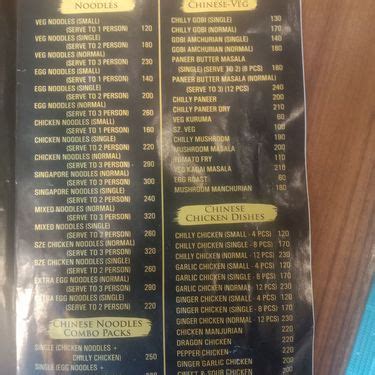 NOODLES
VEG NOODLES (SMALL)
(SERVE TO 1 PERSON) 120
VEG NOODLES (SINGLE)
(SERVE TO 2 PERSON) 180
VEG NOODLES (NORMAL)
(SERVE TO 3 PERSON) 220
EGG NOODLES (SMALL)
(SERVE TO 1 PERSON) 140
EGG NOODLES (SINGLE)
(SERVE TO 2 PERSON) 200
EGG NOODLES (NORMAL)
(SERVE TO 3 PERSON) 260
CHICKEN NOODLES (SMALL)
(SERVE TO 1 PERSON) 160
CHICKEN NOODLES (SINGLE)
(SERVE TO 2 PERSON) 220
CHICKEN NOODLES (NORMAL)
(SERVE TO 3 PERSON) 290
SINGAPORE NOODLES (NORMAL)
(SERVE TO 3 PERSON) 300
SINGAPORE NOODLES (SINGLE)
(SERVE TO 2 PERSON) 240
MIXED NOODLES (NORMAL)
(SERVE TO 3 PERSON) 320
MIXED NOODLES (SINGLE)
(SERVE TO 2 PERSON) 260
SZE CHICKEN NOODLES (NORMAL)
(SERVE TO 3 PERSON) 320
SZE NOODLES (SINGLE)
(SERVE TO 2 PERSON) 260
EXTRA EGG NOODLES (NORMAL)
(SERVE TO 3 PERSON) 280
EXTRA EGG NOODLES (SINGLE)
(SERVE TO 2 PERSON) 220
CHINESE NOODLES
COMBO PACKS
SINGLE (CHICKEN NOODLES +
CHILLY CHICKEN) 250
SINGLE (EGG NOODLES +
CHINESE-VEG
CHILLY GOBI (SINGLE) 130
CHILLY GOBI (NORMAL) 170
GOBI AMCHURIAN (SINGLE) 140
GOBI AMCHURIAN (NORMAL) 180
PANEER BUTTER MASALA
(SINGLE) (SERVE TO 2) (8 PCS) 180
PANEER BUTTER MASALA (NORMAL)
(SERVE TO 3) (12 PCS) 240
CHILLY PANEER 200
CHILLY PANEER DRY 210
VEG KURUMA 60
SZ. VEG 100
CHILLY MUSHROOM 190
MUSHROOM MASALA 200
TOMATO FRY 110
VEG KADAI MASALA 210
EGG ROAST 60
MUSHROOM MANCHURIAN 180
CHINESE
CHICKEN DISHES
CHILLY CHICKEN (SMALL - 4 PCS) 120
CHILLY CHICKEN (SINGLE - 8 PCS) 170
CHILLY CHICKEN (NORMAL - 12 PCS) 230
GARLIC CHICKEN (SMALL - 4 PCS) 120
GARLIC CHICKEN (SINGLE - 8 PCS) 170
GARLIC CHICKEN (NORMAL - 12 PCS) 230
GINGER CHICKEN (SMALL - 4 PCS) 120
GINGER CHICKEN (SINGLE - 8 PCS) 170
GINGER CHICKEN (NORMAL - 12 PCS) 230
CHICKEN MANJURIAN 220
DRAGON CHICKEN 220
PEPPER CHICKEN 220
GINGER GARLIC CHICKEN 220
SWEET & SOUR CHICKEN